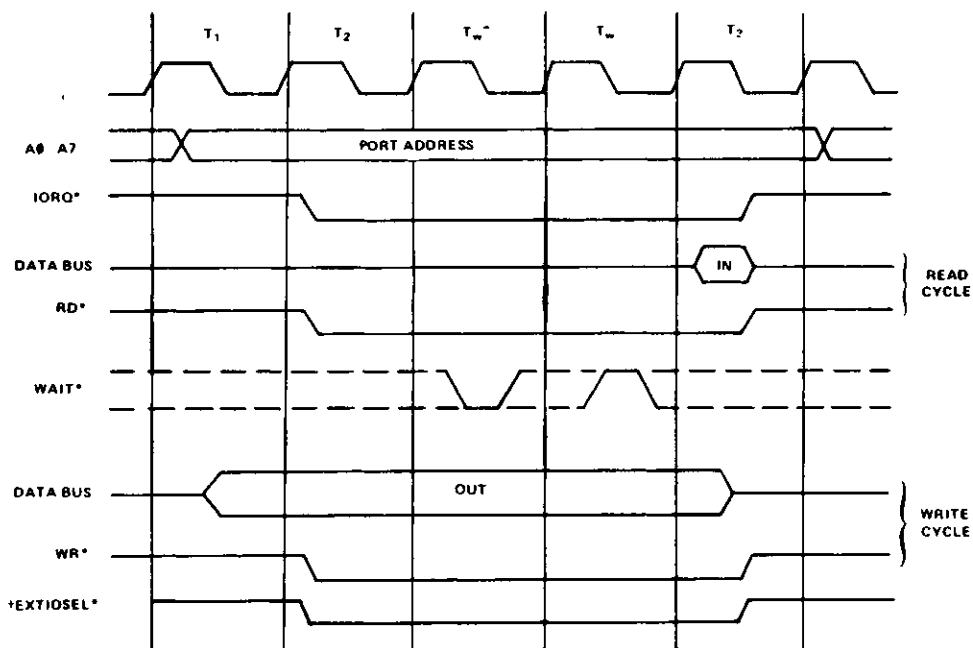 T1 T2 Tw* Tw T3
A0 A7
PORT ADDRESS
IORQ*
DATA BUS
IN
READ
CYCLE
RD*
WAIT*
DATA BUS
OUT
WRITE
CYCLE
WR*
†EXTIOSEL*